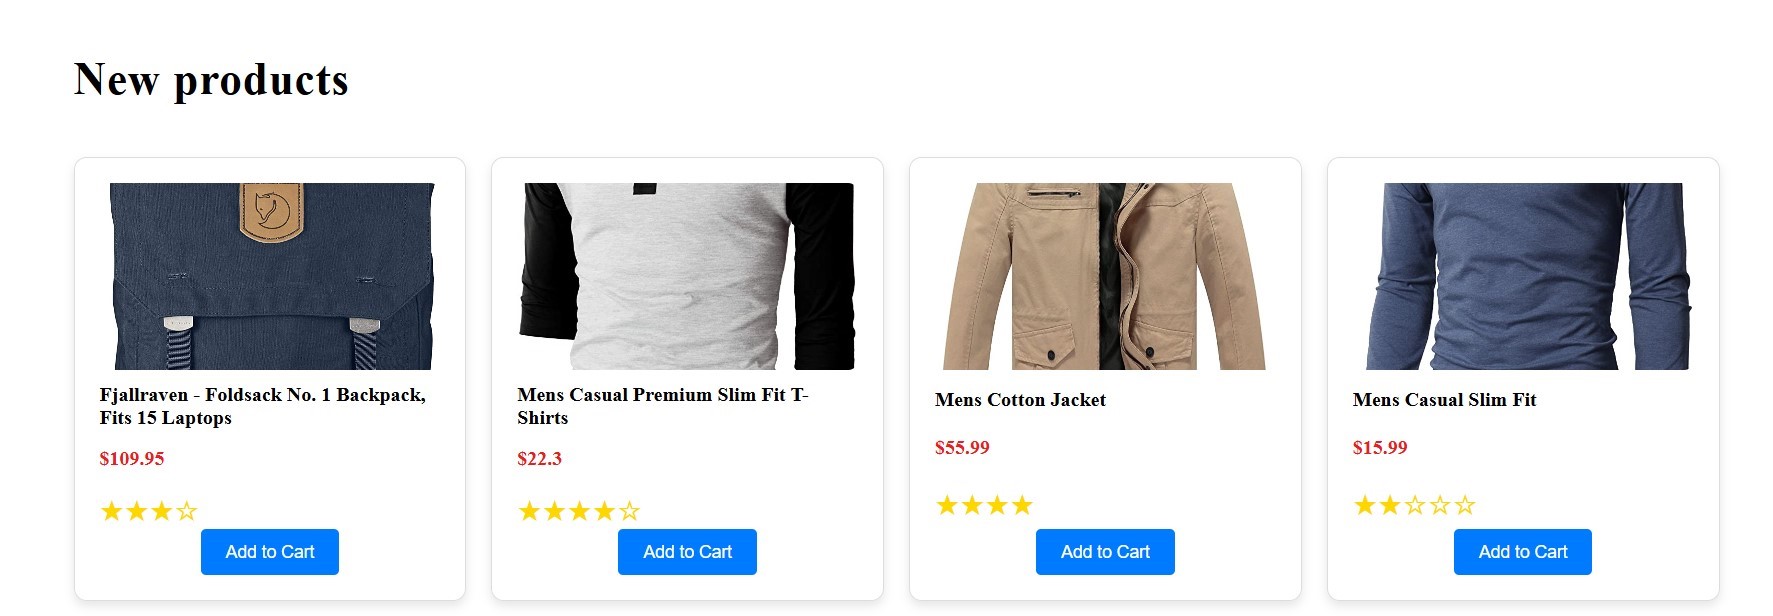 New products
Fjallraven - Foldsack No. 1 Backpack,
Fits 15 Laptops
$109.95
★★★☆
Add to Cart
Mens Casual Premium Slim Fit T-
Shirts
$22.3
★★★★☆
Add to Cart
Mens Cotton Jacket
$55.99
★★★★
Add to Cart
Mens Casual Slim Fit
$15.99
★★☆☆☆
Add to Cart